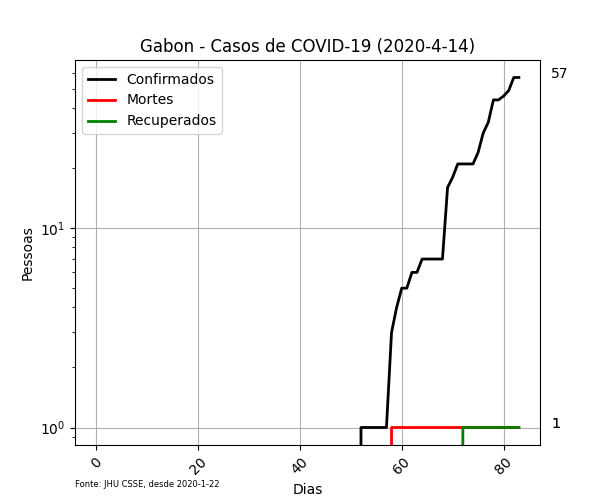 Gabon - Casos de COVID-19 (2020-4-14)
Confirmados
Mortes
Recuperados
57
10¹
10⁰
1
Pessoas
0
20
40
60
80
Dias
Fonte: JHU CSSE, desde 2020-1-22